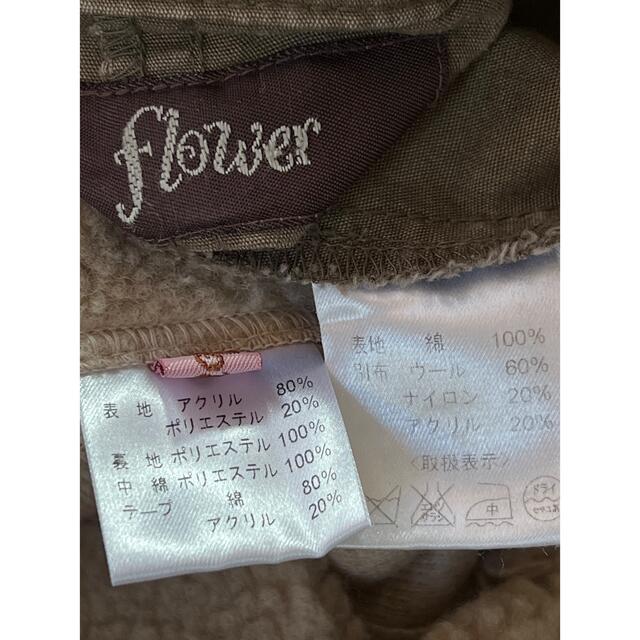 flower
表地 アクリル 80%
ポリエステル 20%
裏地 ポリエステル 100%
中綿 ポリエステル 100%
テープ 綿 80%
アクリル 20%
表地 綿 100%
別布 ウール 60%
ナイロン 20%
アクリル 20%
〈取扱表示〉
中 ドライ